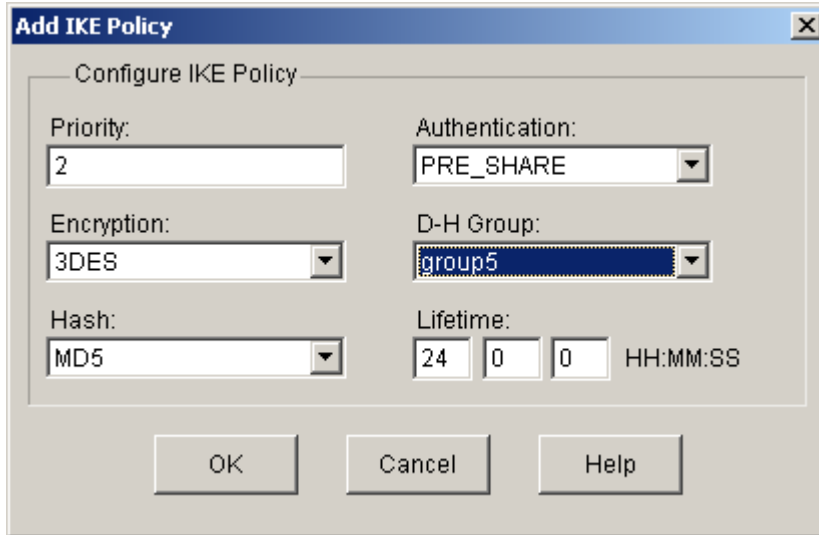 Add IKE Policy
Configure IKE Policy
Priority:
2
Authentication:
PRE_SHARE
Encryption:
3DES
D-H Group:
group5
Hash:
MD5
Lifetime:
24 0 0 HH:MM:SS
OK
Cancel
Help